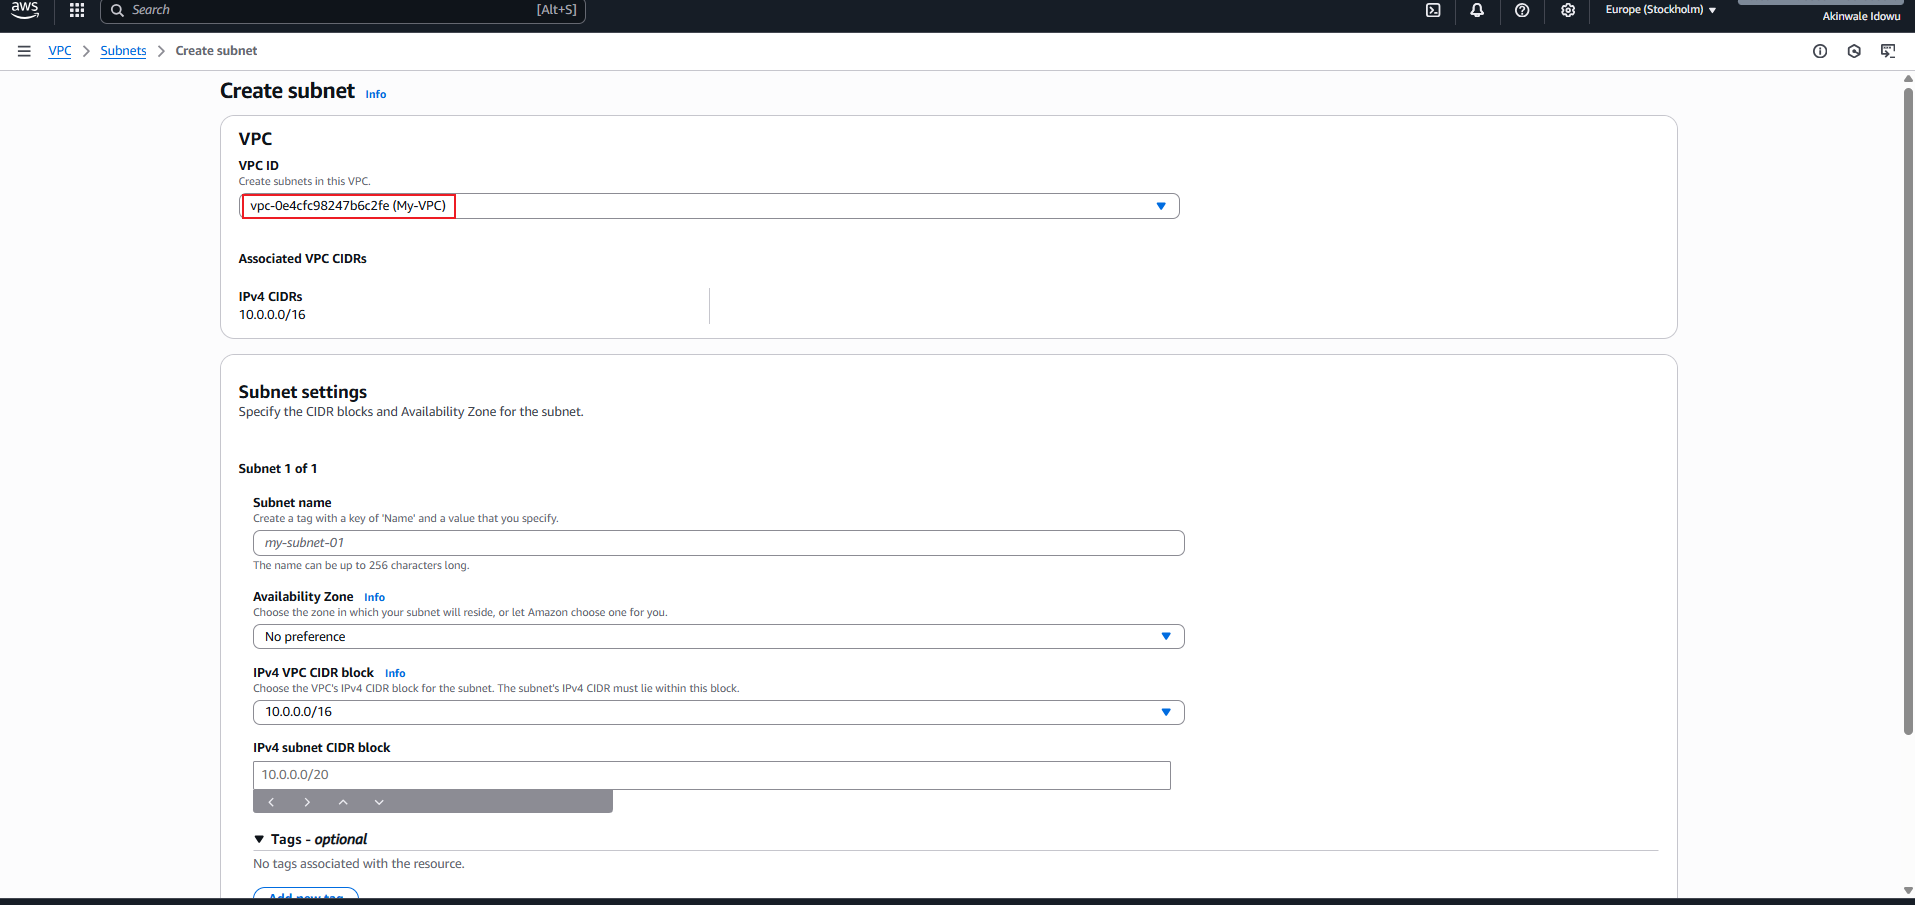 aws
Search [Alt+S]
Europe (Stockholm)
Akinwale Idowu
VPC Subnets Create subnet
Create subnet Info
VPC
VPC ID
Create subnets in this VPC.
vpc-0e4cfc98247b6c2fe (My-VPC)
Associated VPC CIDRs
IPv4 CIDRs
10.0.0.0/16
Subnet settings
Specify the CIDR blocks and Availability Zone for the subnet.
Subnet 1 of 1
Subnet name
Create a tag with a key of 'Name' and a value that you specify.
my-subnet-01
The name can be up to 256 characters long.
Availability Zone Info
Choose the zone in which your subnet will reside, or let Amazon choose one for you.
No preference
IPv4 VPC CIDR block Info
Choose the VPC's IPv4 CIDR block for the subnet. The subnet's IPv4 CIDR must lie within this block.
10.0.0.0/16
IPv4 subnet CIDR block
10.0.0.0/20
Tags - optional
No tags associated with the resource.
Add new tag